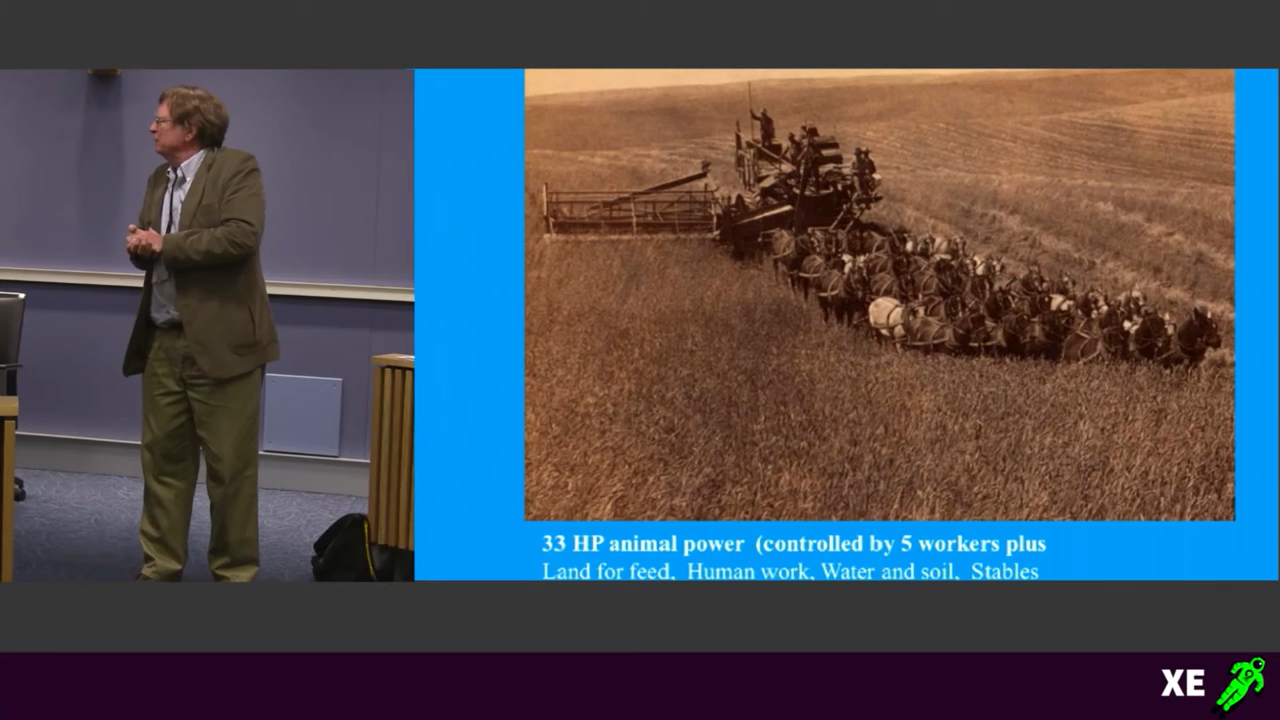 33 HP animal power (controlled by 5 workers plus
Land for feed, Human work, Water and soil, Stables
XE